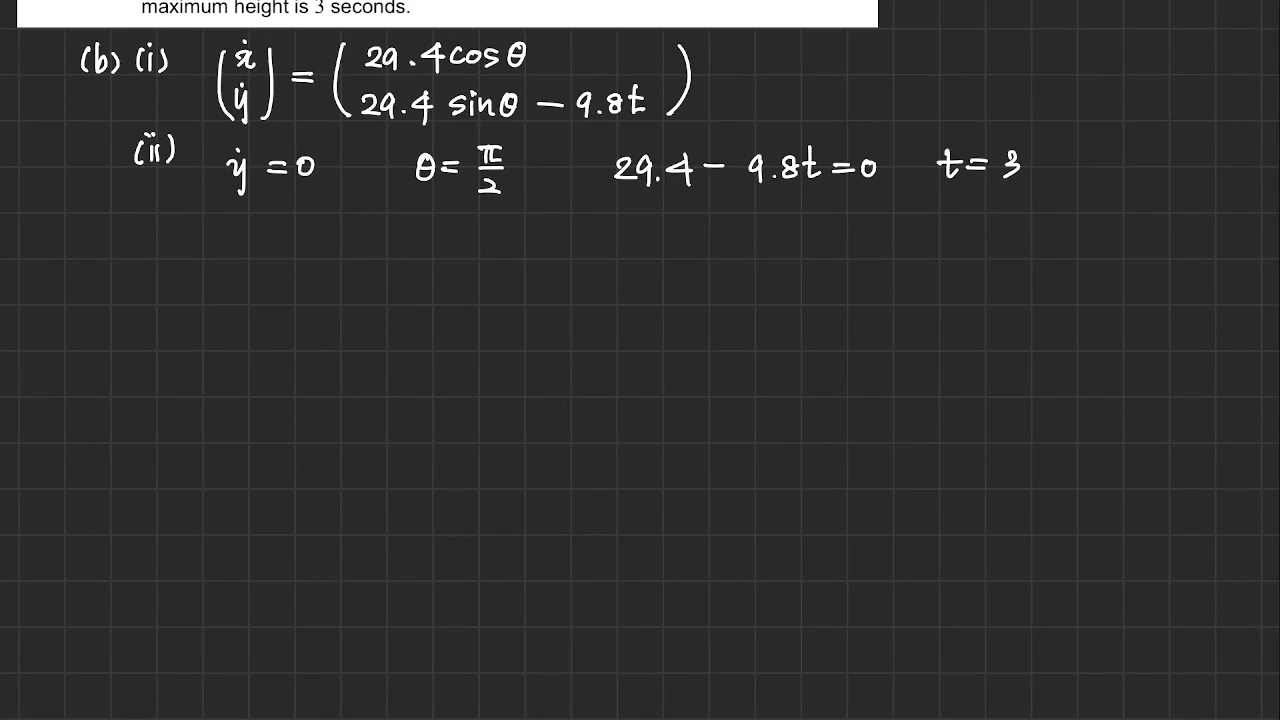 maximum height is 3 seconds.
(b) (i) (ẋ ẏ) = (29.4cosθ
29.4 sinθ − 9.8t)
(ii) ẏ = 0 θ = π/2 29.4 − 9.8t = 0 t = 3